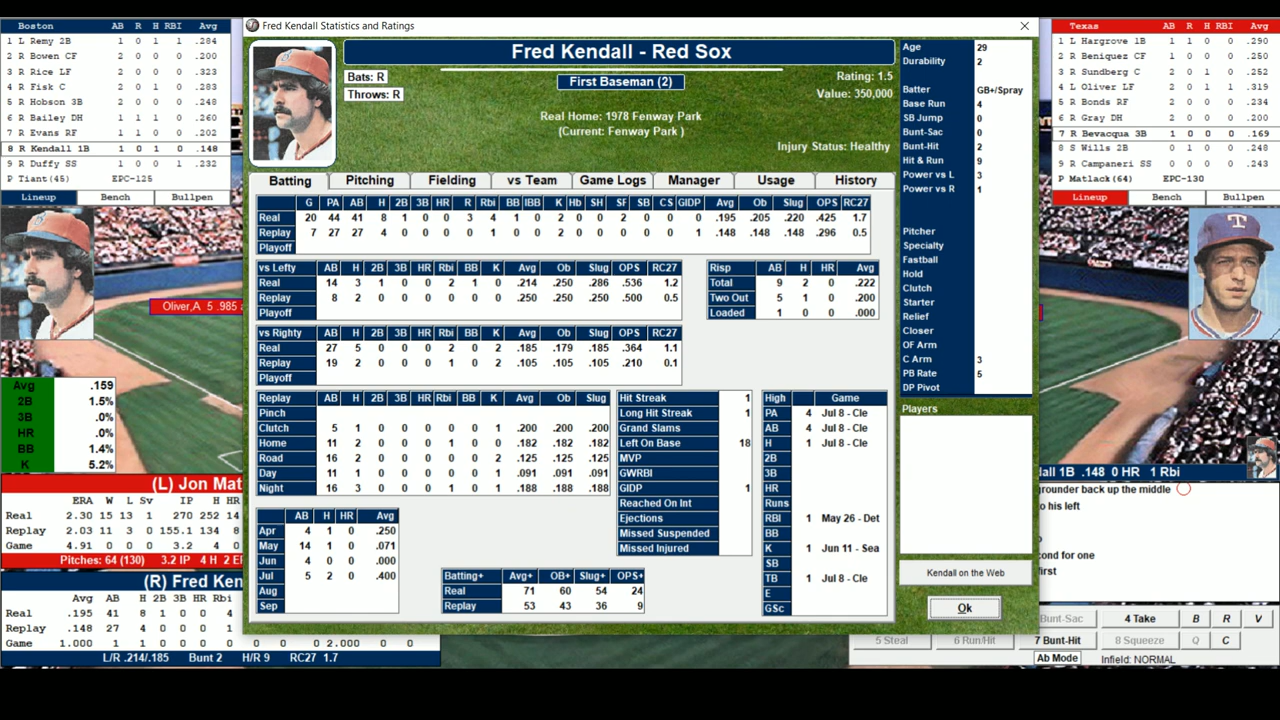 Boston AB R H RBI Avg
1 L Remy 2B 1 0 1 1 .284
2 R Bowen CF 2 0 0 0 .200
3 R Rice LF 2 0 0 0 .323
4 R Fisk C 2 0 1 0 .283
5 R Hobson 3B 2 0 0 0 .248
6 R Bailey DH 1 1 0 0 .260
7 R Evans RF 1 1 0 0 .202
8 R Kendall 1B 1 0 1 0 .148
9 R Duffy SS 1 0 0 1 .232
P Tiant(45) EPC-125
Lineup Bench Bullpen
Fred Kendall Statistics and Ratings
Fred Kendall - Red Sox
Bats: R
Throws: R
First Baseman (2)
Rating: 1.5
Value: 350,000
Real Home: 1978 Fenway Park
(Current: Fenway Park )
Injury Status: Healthy
Batting Pitching Fielding vs Team Game Logs Manager Usage History
G PA AB H 2B 3B HR R Rbi BB IBB K Hb SH SF SB CS GIDP Avg Ob Slug OPS RC27
Real 20 44 41 8 1 0 0 3 4 1 0 2 0 0 2 0 0 0 .195 .205 .220 .425 1.7
Replay 7 27 27 4 0 0 0 0 1 0 0 2 0 0 0 0 0 1 .148 .148 .148 .296 0.5
Playoff
vs Lefty AB H 2B 3B HR Rbi BB K Avg Ob Slug OPS RC27
Real 14 3 1 0 0 2 1 0 .214 .250 .286 .536 1.2
Replay 8 2 0 0 0 0 0 0 .250 .250 .250 .500 0.5
Playoff
Risp AB H HR Avg
Total 9 2 0 .222
Two Out 5 1 0 .200
Loaded 1 0 0 .000
vs Righty AB H 2B 3B HR Rbi BB K Avg Ob Slug OPS RC27
Real 27 5 0 0 0 2 0 2 .185 .179 .185 .364 1.1
Replay 19 2 0 0 0 1 0 2 .105 .105 .105 .210 0.1
Playoff
Replay AB H 2B 3B HR Rbi BB K Avg Ob Slug
Pinch
Clutch 5 1 0 0 0 0 0 1 .200 .200 .200
Home 11 2 0 0 0 1 0 0 .182 .182 .182
Road 16 2 0 0 0 0 0 2 .125 .125 .125
Day 11 1 0 0 0 0 0 1 .091 .091 .091
Night 16 3 0 0 0 1 0 1 .188 .188 .188
Hit Streak 1
Long Hit Streak 1
Grand Slams
Left On Base 18
MVP
GWRBI
GIDP 1
Reached On Int
Ejections
Missed Suspended
Missed Injured
High Game
PA 4 Jul 8 - Cle
AB 4 Jul 8 - Cle
H 1 Jul 8 - Cle
2B
3B
HR
Runs
RBI 1 May 26 - Det
BB
K 1 Jun 11 - Sea
SB
TB 1 Jul 8 - Cle
E
GSc
AB H HR Avg
Apr 4 1 0 .250
May 14 1 0 .071
Jun 4 0 0 .000
Jul 5 2 0 .400
Aug
Sep
Batting+ Avg+ OB+ Slug+ OPS+
Real 71 60 54 24
Replay 53 43 36 9
Age 29
Durability 2
Batter GB+/Spray
Base Run 4
SB Jump 0
Bunt-Sac 0
Bunt-Hit 2
Hit & Run 9
Power vs L 3
Power vs R 1
Pitcher
Specialty
Fastball
Hold
Clutch
Starter
Relief
Closer
OF Arm
C Arm 3
PB Rate 5
DP Pivot
Players
Kendall on the Web
Ok
Texas AB R H RBI Avg
1 L Hargrove 1B 1 1 0 0 .290
2 R Beniquez CF 2 0 0 0 .250
3 R Sundberg C 2 0 1 0 .252
4 L Oliver LF 2 0 1 1 .319
5 R Bonds RF 2 0 0 0 .234
6 R Gray DH 2 0 0 0 .200
7 R Bevacqua 3B 1 0 1 0 .169
8 S Wills 2B 0 1 0 0 .248
9 R Campaneri SS 1 0 0 0 .243
P Matlack(64) EPC-130
Lineup Bench Bullpen
Oliver,A 5 .985
Avg .159
2B 1.5%
3B .0%
HR .0%
BB 1.4%
K 5.2%
(L) Jon Mat
ERA W L Sv IP H HR
Real 2.30 15 13 1 270 252 14
Replay 2.03 11 3 0 155.1 134 8
Game 4.91 0 0 0 3.2 4 0
Pitches: 64 (130) 3.2 IP 4 H 2 E
(R) Fred Ken
Avg AB H 2B 3B HR Rbi
Real .195 41 8 1 0 0 4
Replay .148 27 4 0 0 0 1
Game 1.000 1 1 0 0 0 0 2.000 0 0
L/R .214/.185 Bunt 2 H/R 9 RC27 1.7
dall 1B .148 0 HR 1 Rbi
grounder back up the middle
to his left
cond for one
first
Bunt-Sac 4 Take B R V
5 Steal 6 Run/Hit 7 Bunt-Hit 8 Squeeze Q C
Ab Mode Infield: NORMAL